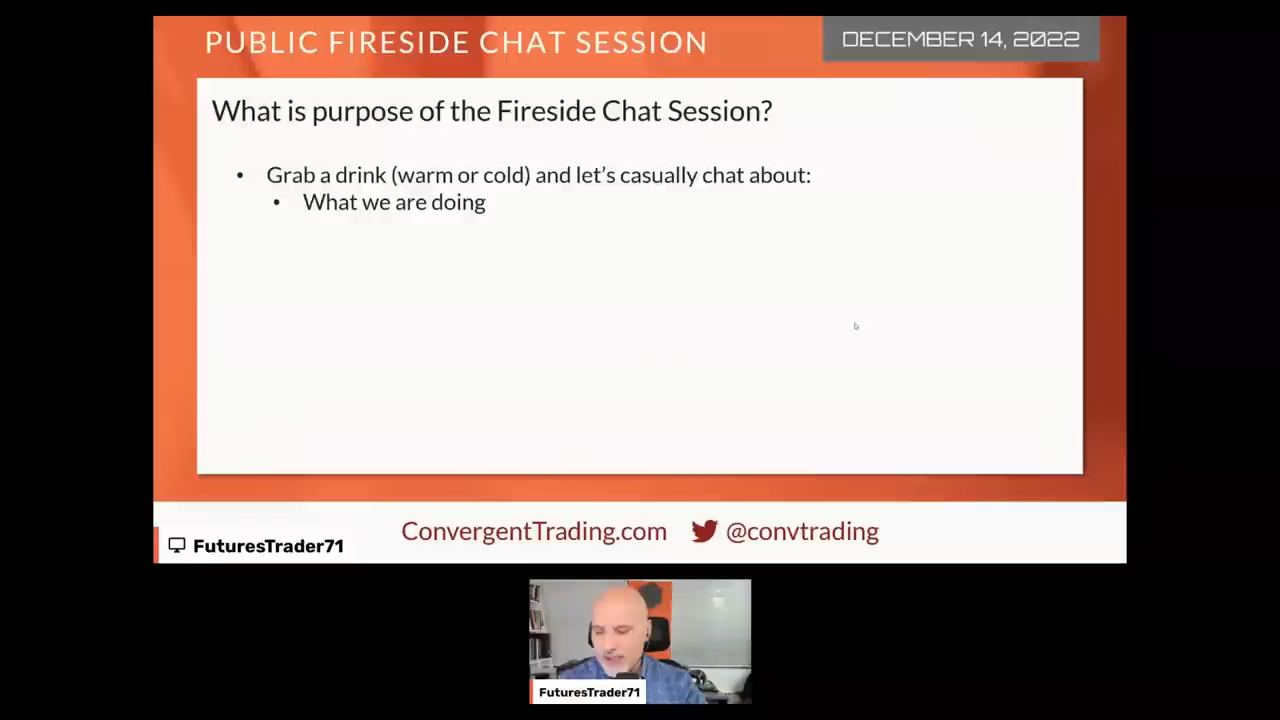 PUBLIC FIRESIDE CHAT SESSION
DECEMBER 14, 2022
What is purpose of the Fireside Chat Session?
• Grab a drink (warm or cold) and let's casually chat about:
• What we are doing
ConvergentTrading.com @convtrading
FuturesTrader71
FuturesTrader71